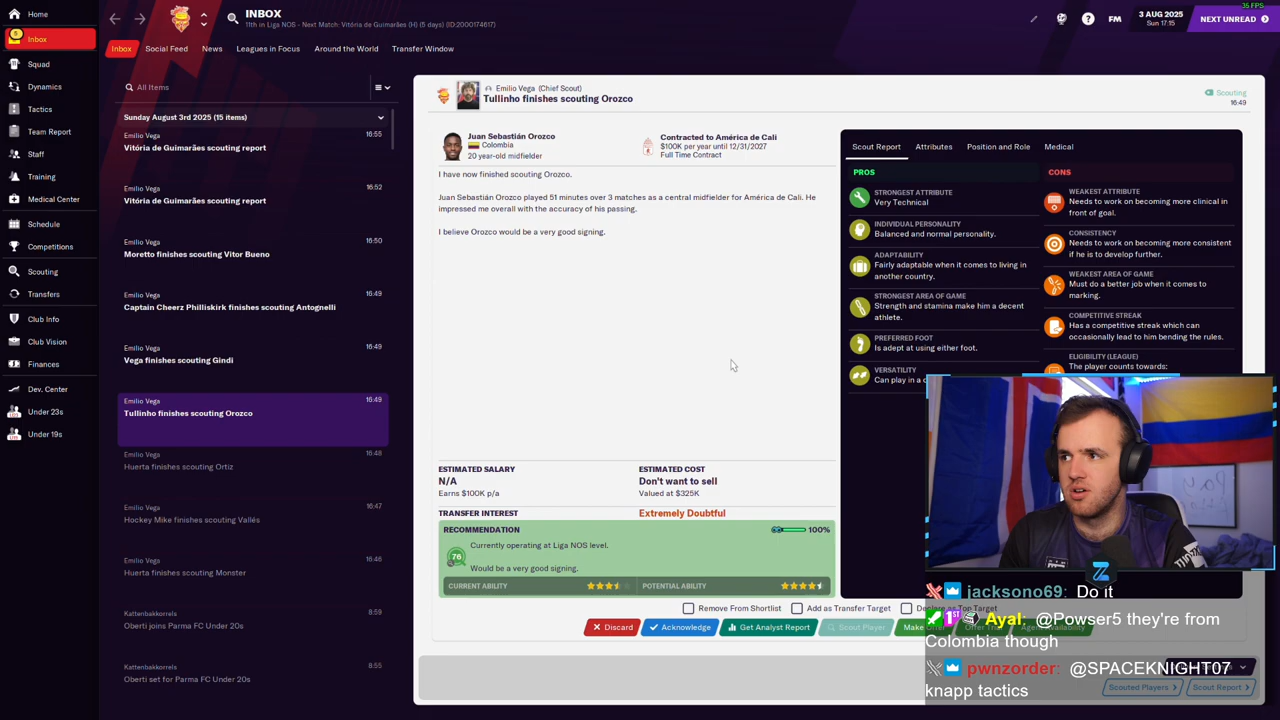 Home
Inbox
5
Squad
Dynamics
Tactics
Team Report
Staff
Training
Medical Center
Schedule
Competitions
Scouting
Transfers
Club Info
Club Vision
Finances
Dev. Center
Under 23s
Under 19s
INBOX
11th in Liga NOS - Next Match: Vitória de Guimarães (H) (5 days) (ID:2000174617)
FM
3 AUG 2025
Sun 17:15
35 FPS
NEXT UNREAD
Inbox
Social Feed
News
Leagues in Focus
Around the World
Transfer Window
All Items
Sunday August 3rd 2025 (15 items)
Emilio Vega 16:55
Vitória de Guimarães scouting report
Emilio Vega 16:52
Vitória de Guimarães scouting report
Emilio Vega 16:50
Moretto finishes scouting Vitor Bueno
Emilio Vega 16:49
Captain Cheerz Philliskirk finishes scouting Antognelli
Emilio Vega 16:49
Vega finishes scouting Gindi
Emilio Vega 16:49
Tullinho finishes scouting Orozco
Emilio Vega 16:48
Huerta finishes scouting Ortiz
Emilio Vega 16:47
Hockey Mike finishes scouting Vallés
Emilio Vega 16:46
Huerta finishes scouting Monster
Kattenbakkorrels 8:59
Oberti joins Parma FC Under 20s
Kattenbakkorrels 8:55
Oberti set for Parma FC Under 20s
Emilio Vega (Chief Scout)
Tullinho finishes scouting Orozco
Scouting
16:49
Juan Sebastián Orozco
Colombia
20 year-old midfielder
Contracted to América de Cali
$100K per year until 12/31/2027
Full Time Contract
I have now finished scouting Orozco.
Juan Sebastián Orozco played 51 minutes over 3 matches as a central midfielder for América de Cali. He
impressed me overall with the accuracy of his passing.
I believe Orozco would be a very good signing.
ESTIMATED SALARY
N/A
Earns $100K p/a
ESTIMATED COST
Don't want to sell
Valued at $325K
TRANSFER INTEREST
Extremely Doubtful
RECOMMENDATION
100%
76
Currently operating at Liga NOS level.
Would be a very good signing.
CURRENT ABILITY
POTENTIAL ABILITY
Remove From Shortlist
Add as Transfer Target
Declare as Top Target
Discard
Acknowledge
Get Analyst Report
Scout Player
Scout Report
Attributes
Position and Role
Medical
PROS
STRONGEST ATTRIBUTE
Very Technical
INDIVIDUAL PERSONALITY
Balanced and normal personality.
ADAPTABILITY
Fairly adaptable when it comes to living in
another country.
STRONGEST AREA OF GAME
Strength and stamina make him a decent
athlete.
PREFERRED FOOT
Is adept at using either foot.
VERSATILITY
Can play in a
CONS
WEAKEST ATTRIBUTE
Needs to work on becoming more clinical in
front of goal.
CONSISTENCY
Needs to work on becoming more consistent
if he is to develop further.
WEAKEST AREA OF GAME
Must do a better job when it comes to
marking.
COMPETITIVE STREAK
Has a competitive streak which can
occasionally lead to him bending the rules.
ELIGIBILITY (LEAGUE)
The player counts towards:
jacksono69: Do it
Ayal: @Powser5 they're from
Colombia though
pwnzorder: @SPACEKNIGHT07
knapp tactics
Scouted Players
Scout Report